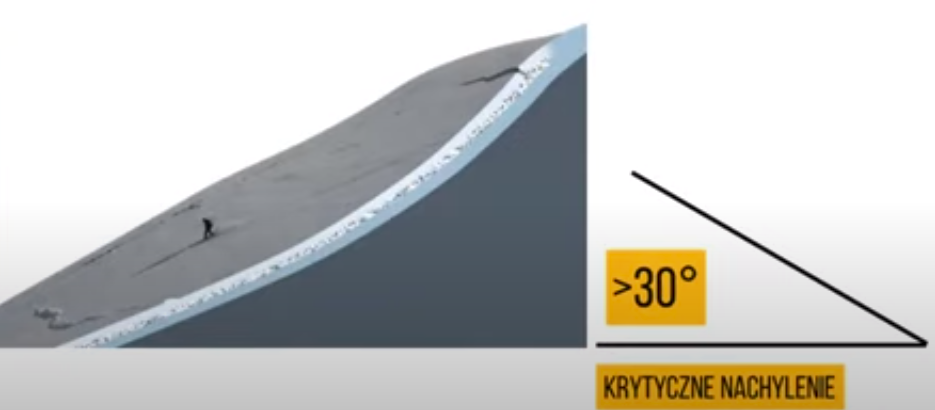 >30°
KRYTYCZNE NACHYLENIE